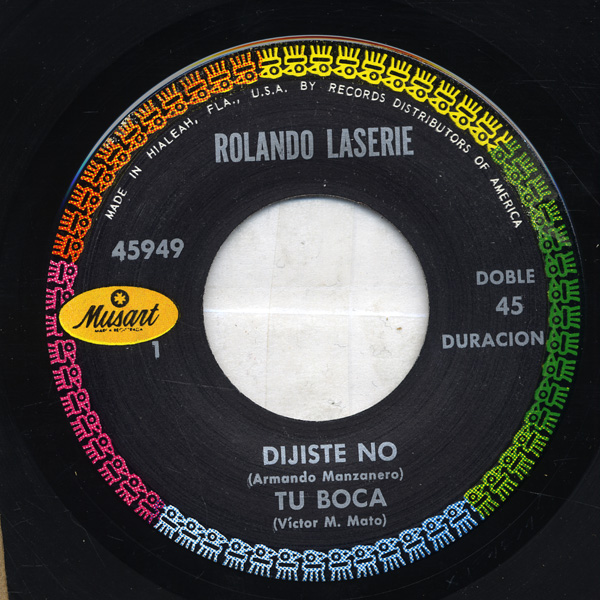 MADE IN HIALEAH, FLA., U.S.A. BY RECORDS DISTRIBUTORS OF AMERICA
ROLANDO LASERIE
45949
Musart
1
DOBLE
45
DURACION
DIJISTE NO
(Armando Manzanero)
TU BOCA
(Víctor M. Mato)